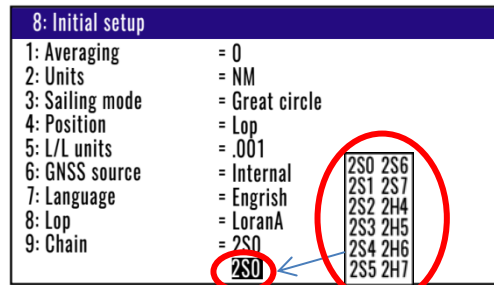 8: Initial setup
1: Averaging = 0
2: Units = NM
3: Sailing mode = Great circle
4: Position = Lop
5: L/L units = .001
6: GNSS source = Internal
7: Language = Engrish
8: Lop = LoranA
9: Chain = 2S0
2S0
2S0 2S6
2S1 2S7
2S2 2H4
2S3 2H5
2S4 2H6
2S5 2H7